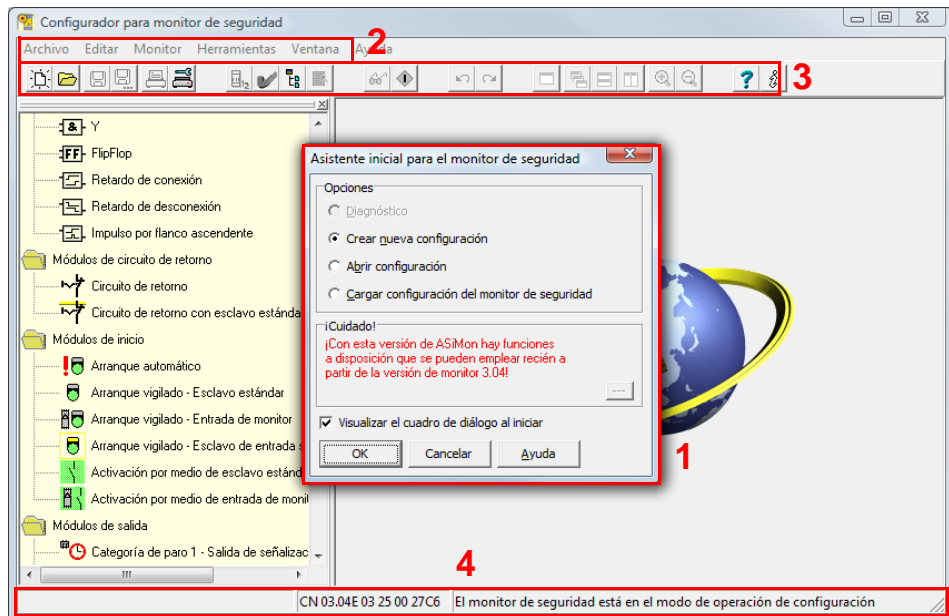 Configurador para monitor de seguridad
Archivo Editar Monitor Herramientas Ventana Ayuda
2
3
& Y
FF FlipFlop
Retardo de conexión
Retardo de desconexión
Impulso por flanco ascendente
Módulos de circuito de retorno
Circuito de retorno
Circuito de retorno con esclavo estánda
Módulos de inicio
Arranque automático
Arranque vigilado - Esclavo estándar
Arranque vigilado - Entrada de monitor
Arranque vigilado - Esclavo de entrada s
Activación por medio de esclavo estánd
Activación por medio de entrada de moni
Módulos de salida
Categoría de paro 1 - Salida de señalizac
Asistente inicial para el monitor de seguridad
Opciones
Diagnóstico
Crear nueva configuración
Abrir configuración
Cargar configuración del monitor de seguridad
¡Cuidado!
¡Con esta versión de ASiMon hay funciones
a disposición que se pueden emplear recién a
partir de la versión de monitor 3.04!
---
Visualizar el cuadro de diálogo al iniciar
OK Cancelar Ayuda
1
4
CN 03.04E 03 25 00 27C6 El monitor de seguridad está en el modo de operación de configuración